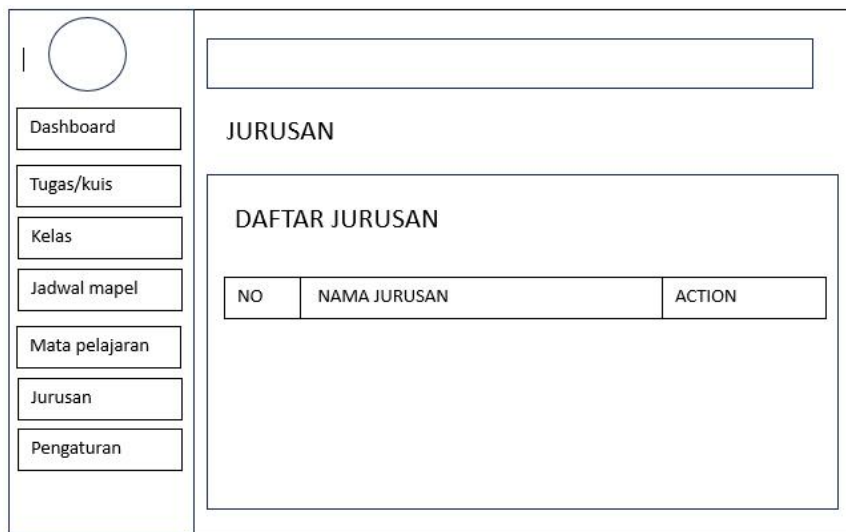 Dashboard
Tugas/kuis
Kelas
Jadwal mapel
Mata pelajaran
Jurusan
Pengaturan
JURUSAN
DAFTAR JURUSAN
NO NAMA JURUSAN ACTION